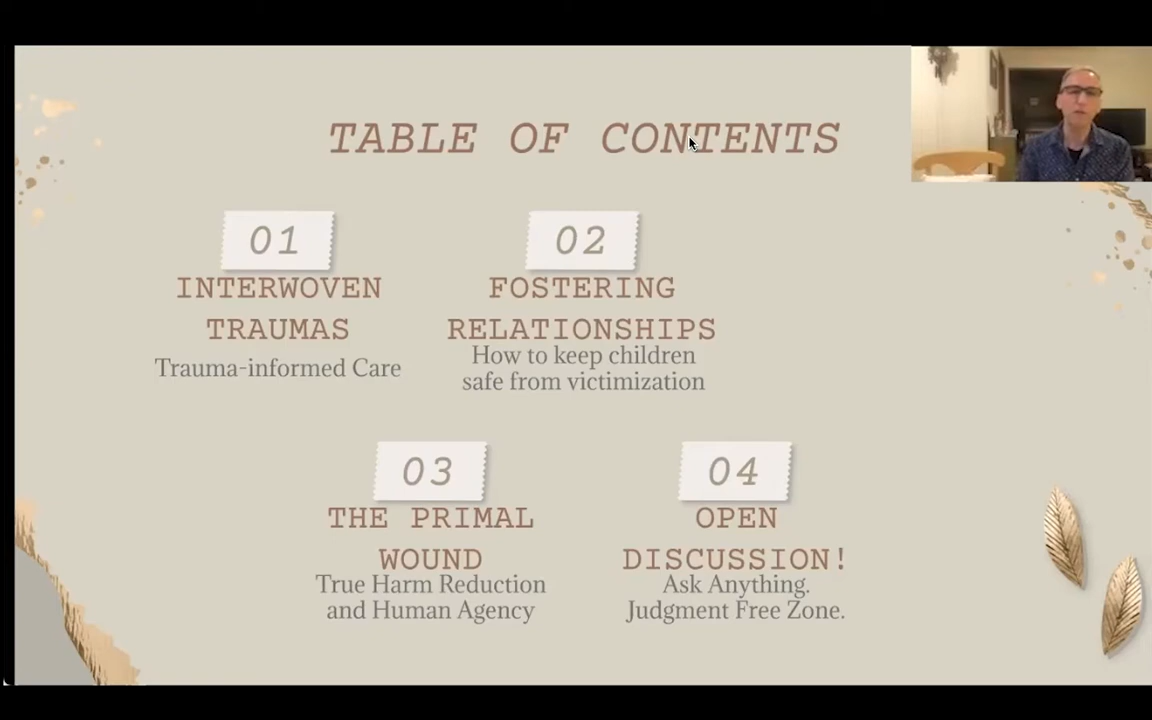 TABLE OF CONTENTS
01
INTERWOVEN
TRAUMAS
Trauma-informed Care
02
FOSTERING
RELATIONSHIPS
How to keep children
safe from victimization
03
THE PRIMAL
WOUND
True Harm Reduction
and Human Agency
04
OPEN
DISCUSSION!
Ask Anything.
Judgment Free Zone.